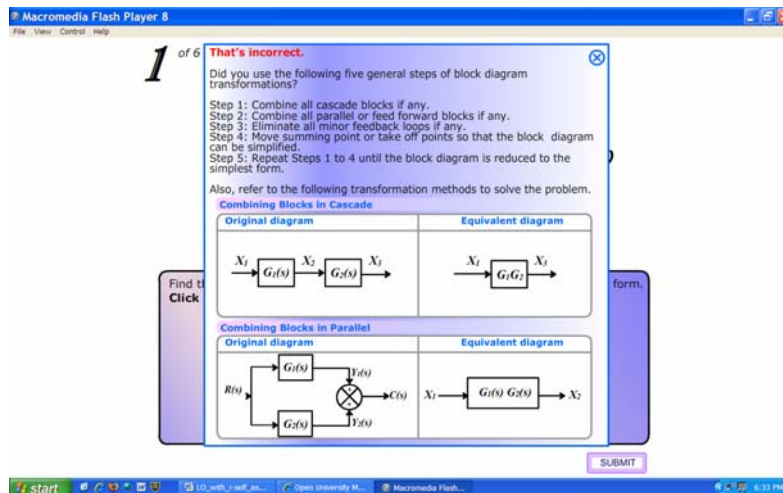 Macromedia Flash Player 8
File View Control Help
1 of 6
That's incorrect.
Did you use the following five general steps of block diagram
transformations?
Step 1: Combine all cascade blocks if any.
Step 2: Combine all parallel or feed forward blocks if any.
Step 3: Eliminate all minor feedback loops if any.
Step 4: Move summing point or take off points so that the block diagram
can be simplified.
Step 5: Repeat Steps 1 to 4 until the block diagram is reduced to the
simplest form.
Also, refer to the following transformation methods to solve the problem.
Combining Blocks in Cascade
Original diagram Equivalent diagram
X1 G1(s) X2 G2(s) X3 X1 G1G2 X3
Find th
form.
Click
Combining Blocks in Parallel
Original diagram Equivalent diagram
G1(s) Y1(s)
R(s) C(s) X1 G1(s) G2(s) X2
G2(s) Y2(s)
SUBMIT
start LO_with_i-self_as... Open University M... Macromedia Flash... 6:33 PM